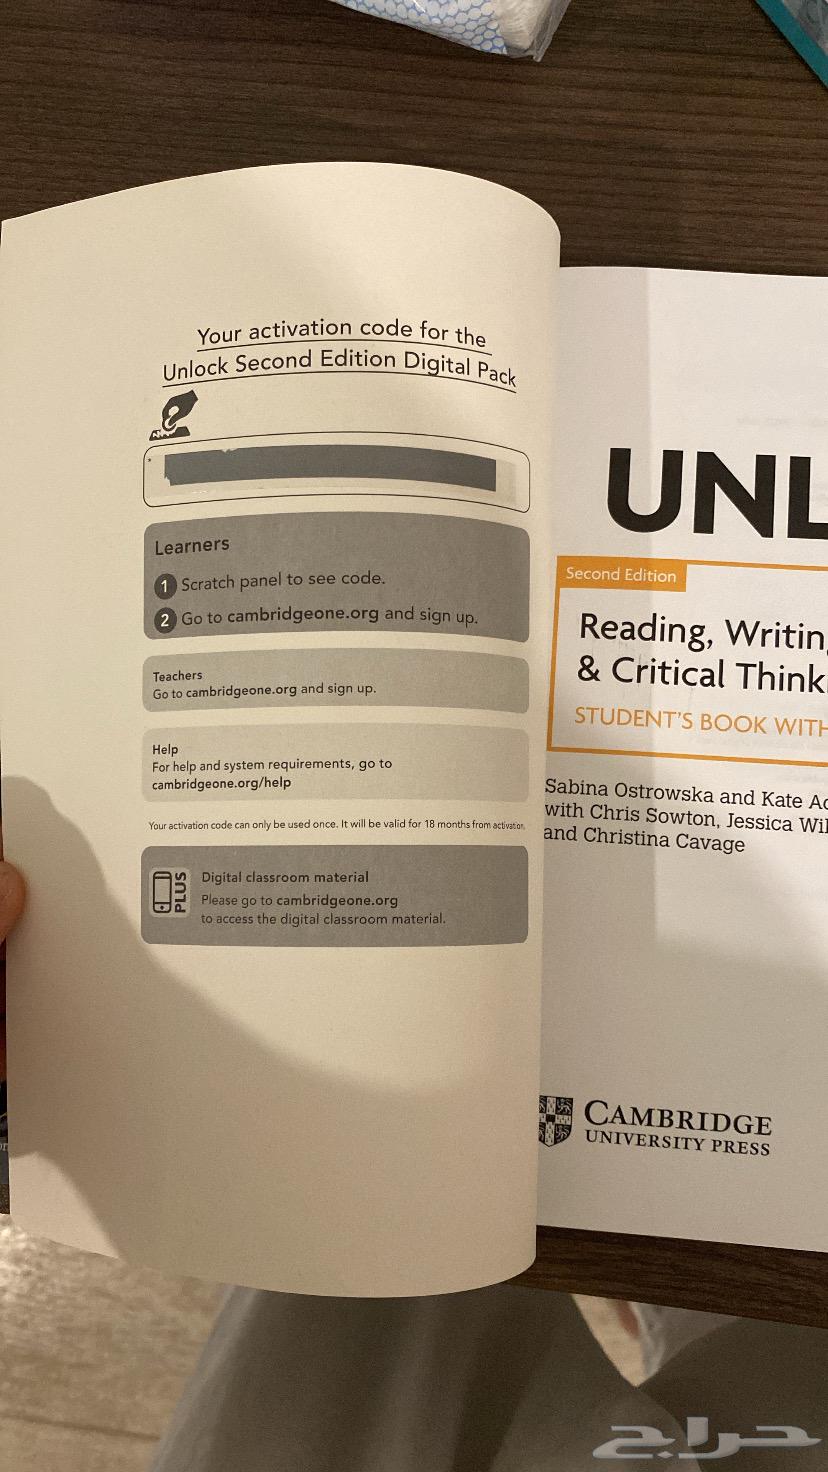 Your activation code for the
Unlock Second Edition Digital Pack
Learners
1 Scratch panel to see code.
2 Go to cambridgeone.org and sign up.
Teachers
Go to cambridgeone.org and sign up.
Help
For help and system requirements, go to
cambridgeone.org/help
Your activation code can only be used once. It will be valid for 18 months from activation.
PLUS
Digital classroom material
Please go to cambridgeone.org
to access the digital classroom material.
UNL
Second Edition
Reading, Writin
& Critical Think
STUDENT'S BOOK WITH
Sabina Ostrowska and Kate Ad
with Chris Sowton, Jessica Wil
and Christina Cavage
CAMBRIDGE
UNIVERSITY PRESS
حراج